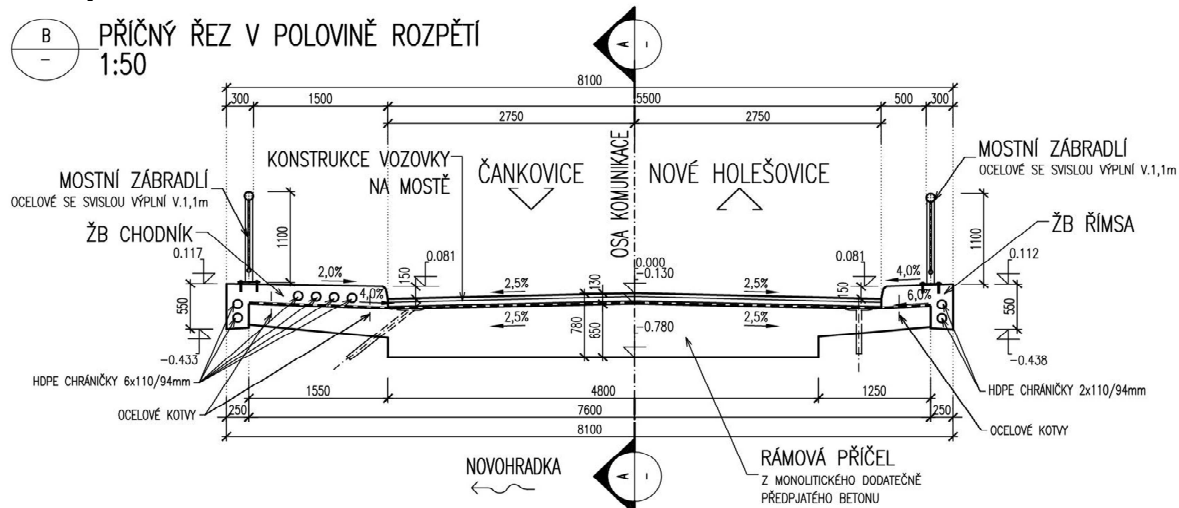 B
–
PŘÍČNÝ ŘEZ V POLOVINĚ ROZPĚTÍ
1:50
A
–
8100
300
1500
5500
500
300
2750
2750
KONSTRUKCE VOZOVKY
NA MOSTĚ
ČANKOVICE
OSA KOMUNIKACE
NOVÉ HOLEŠOVICE
MOSTNÍ ZÁBRADLÍ
OCELOVÉ SE SVISLOU VÝPLNÍ V.1,1m
MOSTNÍ ZÁBRADLÍ
OCELOVÉ SE SVISLOU VÝPLNÍ V.1,1m
ŽB CHODNÍK
1100
1100
ŽB ŘÍMSA
0.117
2,0%
150
0.081
0.000
-0.130
130
0.081
150
4,0%
0.112
4,0%
2,5%
2,5%
6,0%
550
550
2,5%
780
650
-0.780
2,5%
-0.433
-0.438
HDPE CHRÁNIČKY 6x110/94mm
HDPE CHRÁNIČKY 2x110/94mm
1550
4800
1250
OCELOVÉ KOTVY
250
7600
250
OCELOVÉ KOTVY
8100
NOVOHRADKA
A
–
RÁMOVÁ PŘÍČEL
Z MONOLITICKÉHO DODATEČNĚ
PŘEDPJATÉHO BETONU